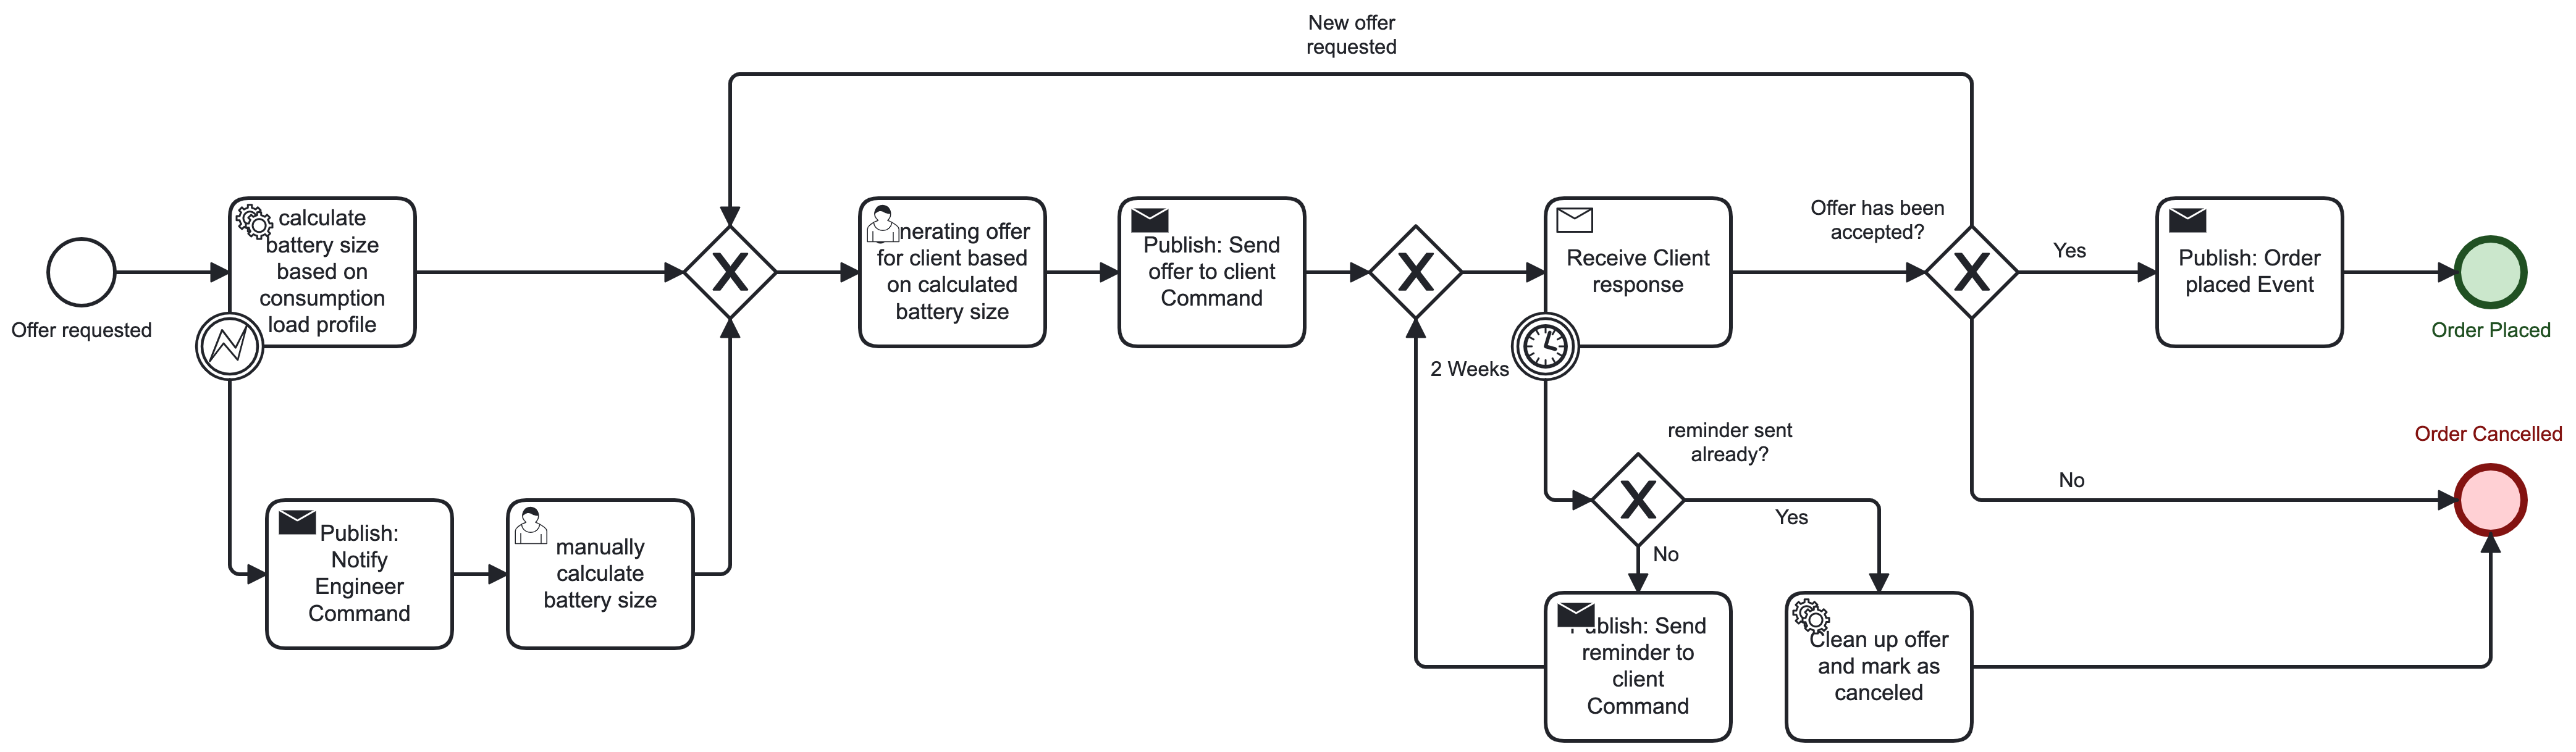 New offer
requested
Offer requested
calculate
battery size
based on
consumption
load profile
nerating offer
for client based
on calculated
battery size
Publish: Send
offer to client
Command
Receive Client
response
2 Weeks
Offer has been
accepted?
Yes
Publish: Order
placed Event
Order Placed
No
Order Cancelled
reminder sent
already?
Yes
No
Publish:
Notify
Engineer
Command
manually
calculate
battery size
Publish: Send
reminder to
client
Command
Clean up offer
and mark as
canceled